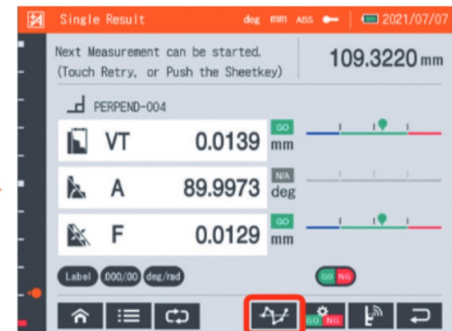 Single Result deg mm ABS 2021/07/07
Next Measurement can be started.
(Touch Retry, or Push the Sheetkey)
109.3220 mm
PERPEND-004
VT 0.0139 GO mm
A 89.9973 N/A deg
F 0.0129 GO mm
Label 000/00 deg/rad GO NG
GO NG